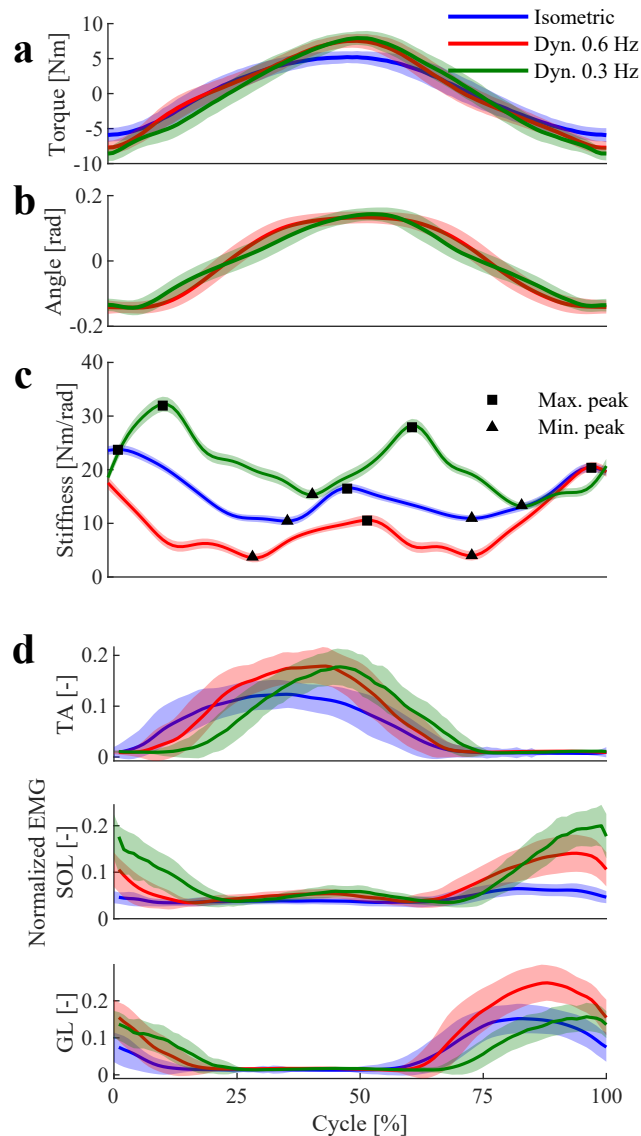 a
Torque [Nm]
10
5
0
-5
-10
Isometric
Dyn. 0.6 Hz
Dyn. 0.3 Hz
b
Angle [rad]
0.2
0
-0.2
c
Stiffness [Nm/rad]
40
30
20
10
0
Max. peak
Min. peak
d
Normalized EMG
TA [-]
0.2
0.1
0
SOL [-]
0.2
0.1
0
GL [-]
0.2
0.1
0
0
25
50
75
100
Cycle [%]